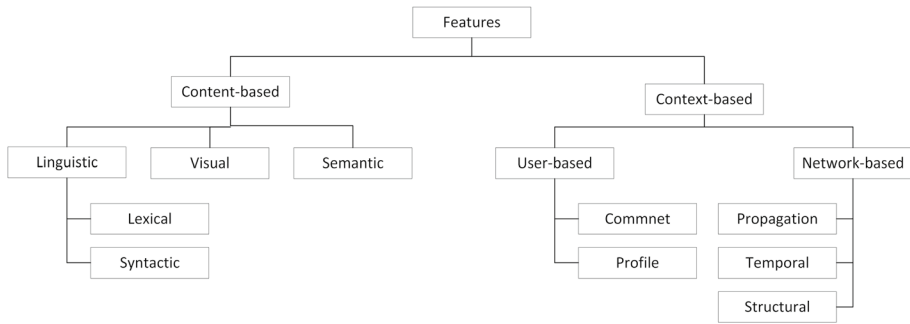 Features
Content-based
Context-based
Linguistic
Visual
Semantic
User-based
Network-based
Lexical
Commnet
Propagation
Syntactic
Profile
Temporal
Structural